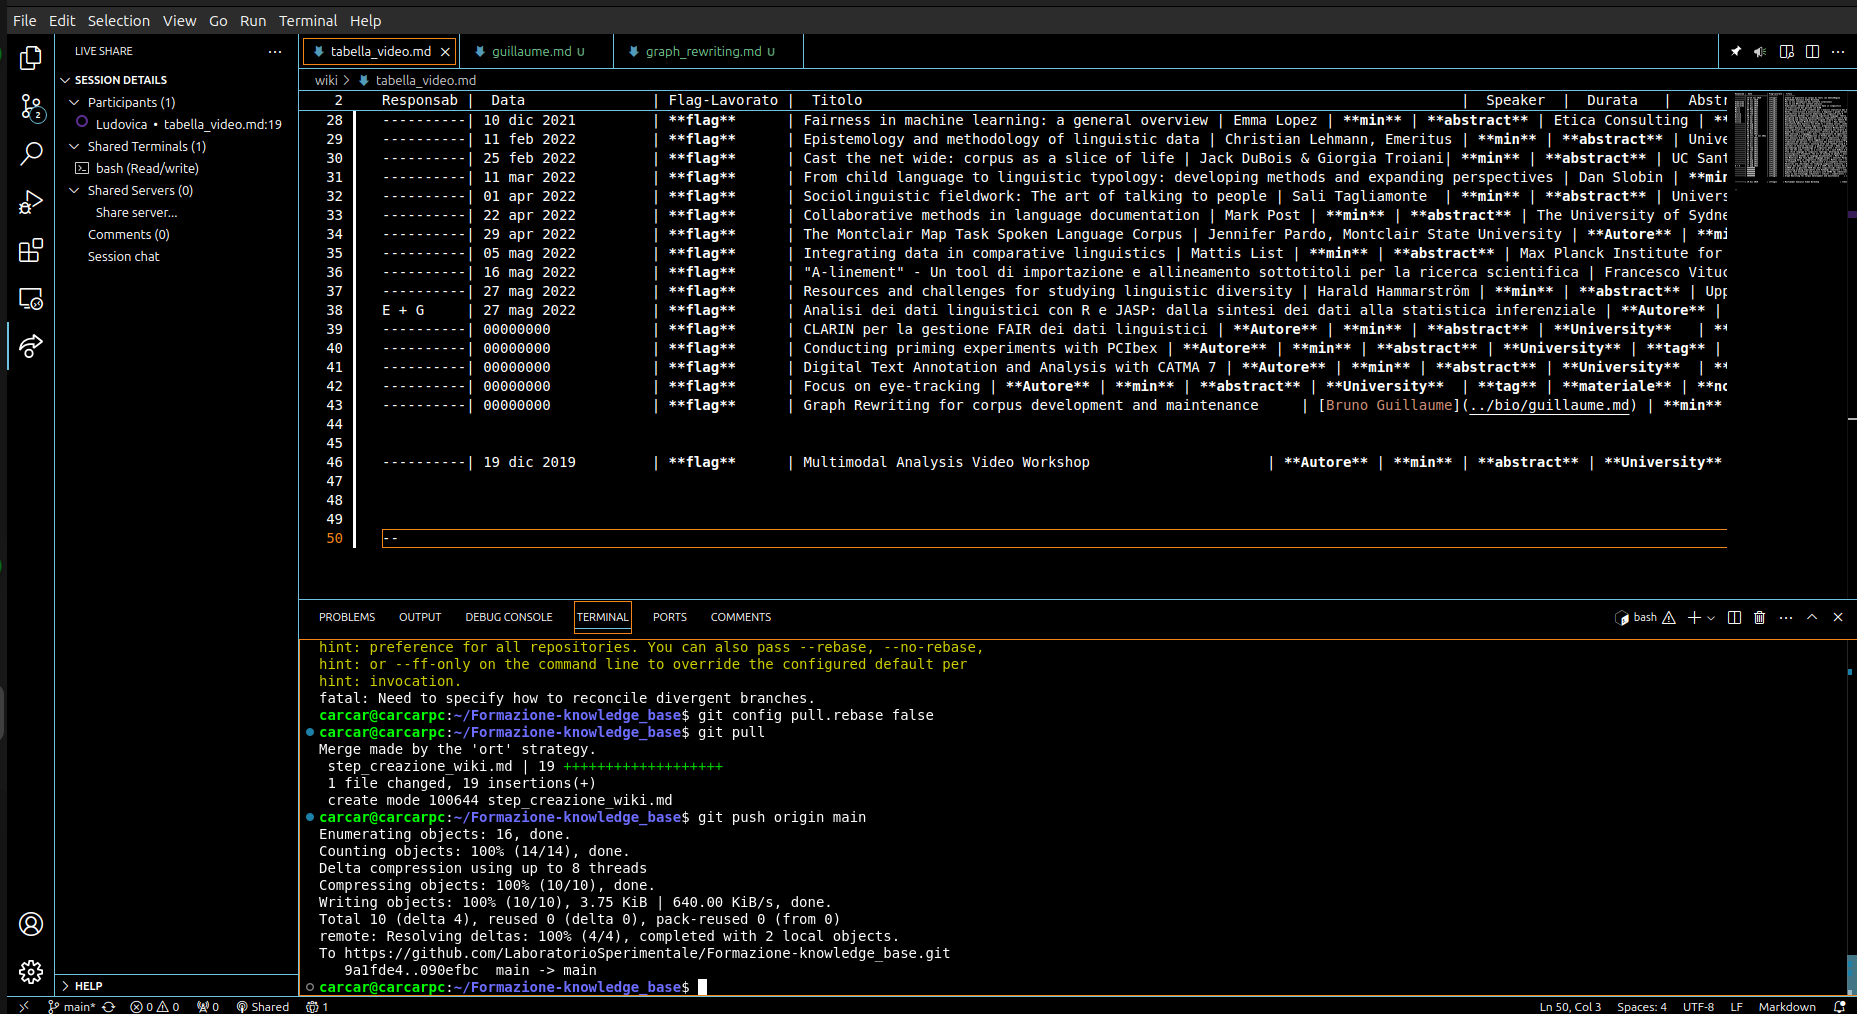 File Edit Selection View Go Run Terminal Help
LIVE SHARE ···
SESSION DETAILS
Participants (1)
Ludovica • tabella_video.md:19
Shared Terminals (1)
bash (Read/write)
Shared Servers (0)
Share server...
Comments (0)
Session chat
HELP
2
tabella_video.md
guillaume.md U
graph_rewriting.md U
wiki > tabella_video.md
2 Responsab | Data | Flag-Lavorato | Titolo | Speaker | Durata | Abstr
28 ----------| 10 dic 2021 | **flag** | Fairness in machine learning: a general overview | Emma Lopez | **min** | **abstract** | Etica Consulting | **
29 ----------| 11 feb 2022 | **flag** | Epistemology and methodology of linguistic data | Christian Lehmann, Emeritus | **min** | **abstract** | Unive
30 ----------| 25 feb 2022 | **flag** | Cast the net wide: corpus as a slice of life | Jack DuBois & Giorgia Troiani| **min** | **abstract** | UC Sant
31 ----------| 11 mar 2022 | **flag** | From child language to linguistic typology: developing methods and expanding perspectives | Dan Slobin | **min
32 ----------| 01 apr 2022 | **flag** | Sociolinguistic fieldwork: The art of talking to people | Sali Tagliamonte | **min** | **abstract** | Univers
33 ----------| 22 apr 2022 | **flag** | Collaborative methods in language documentation | Mark Post | **min** | **abstract** | The University of Sydne
34 ----------| 29 apr 2022 | **flag** | The Montclair Map Task Spoken Language Corpus | Jennifer Pardo, Montclair State University | **Autore** | **mi
35 ----------| 05 mag 2022 | **flag** | Integrating data in comparative linguistics | Mattis List | **min** | **abstract** | Max Planck Institute for
36 ----------| 16 mag 2022 | **flag** | "A-linement" - Un tool di importazione e allineamento sottotitoli per la ricerca scientifica | Francesco Vituc
37 ----------| 27 mag 2022 | **flag** | Resources and challenges for studying linguistic diversity | Harald Hammarström | **min** | **abstract** | Upp
38 E + G | 27 mag 2022 | **flag** | Analisi dei dati linguistici con R e JASP: dalla sintesi dei dati alla statistica inferenziale | **Autore** |
39 ----------| 00000000 | **flag** | CLARIN per la gestione FAIR dei dati linguistici | **Autore** | **min** | **abstract** | **University** | **
40 ----------| 00000000 | **flag** | Conducting priming experiments with PCIbex | **Autore** | **min** | **abstract** | **University** | **tag** |
41 ----------| 00000000 | **flag** | Digital Text Annotation and Analysis with CATMA 7 | **Autore** | **min** | **abstract** | **University** | **
42 ----------| 00000000 | **flag** | Focus on eye-tracking | **Autore** | **min** | **abstract** | **University** | **tag** | **materiale** | **no
43 ----------| 00000000 | **flag** | Graph Rewriting for corpus development and maintenance | [Bruno Guillaume](../bio/guillaume.md) | **min**
44
45
46 ----------| 19 dic 2019 | **flag** | Multimodal Analysis Video Workshop | **Autore** | **min** | **abstract** | **University**
47
48
49
50 --
PROBLEMS OUTPUT DEBUG CONSOLE TERMINAL PORTS COMMENTS
bash
hint: preference for all repositories. You can also pass --rebase, --no-rebase,
hint: or --ff-only on the command line to override the configured default per
hint: invocation.
fatal: Need to specify how to reconcile divergent branches.
carcar@carcarpc:~/Formazione-knowledge_base$ git config pull.rebase false
carcar@carcarpc:~/Formazione-knowledge_base$ git pull
Merge made by the 'ort' strategy.
step_creazione_wiki.md | 19 +++++++++++++++++++
1 file changed, 19 insertions(+)
create mode 100644 step_creazione_wiki.md
carcar@carcarpc:~/Formazione-knowledge_base$ git push origin main
Enumerating objects: 16, done.
Counting objects: 100% (14/14), done.
Delta compression using up to 8 threads
Compressing objects: 100% (10/10), done.
Writing objects: 100% (10/10), 3.75 KiB | 640.00 KiB/s, done.
Total 10 (delta 4), reused 0 (delta 0), pack-reused 0 (from 0)
remote: Resolving deltas: 100% (4/4), completed with 2 local objects.
To https://github.com/LaboratorioSperimentale/Formazione-knowledge_base.git
9a1fde4..090efbc main -> main
carcar@carcarpc:~/Formazione-knowledge_base$
main* 0 0 0 Shared 1 Ln 50, Col 3 Spaces: 4 UTF-8 LF Markdown